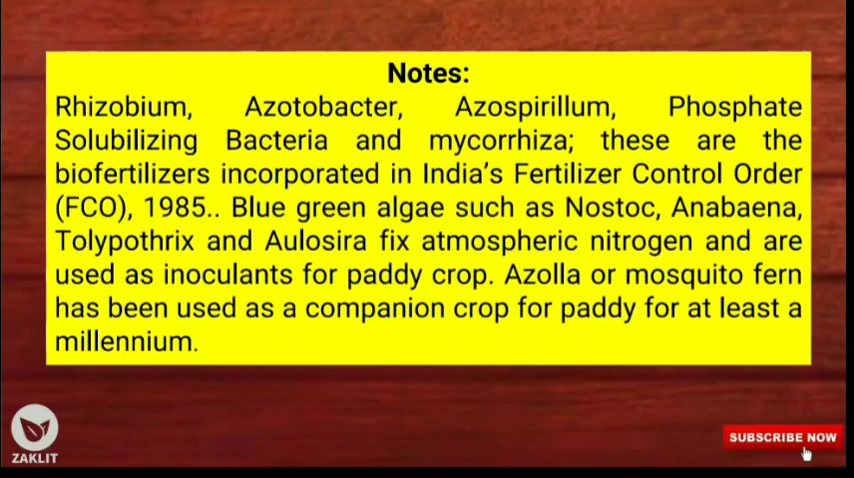 Notes:
Rhizobium, Azotobacter, Azospirillum, Phosphate
Solubilizing Bacteria and mycorrhiza; these are the
biofertilizers incorporated in India's Fertilizer Control Order
(FCO), 1985.. Blue green algae such as Nostoc, Anabaena,
Tolypothrix and Aulosira fix atmospheric nitrogen and are
used as inoculants for paddy crop. Azolla or mosquito fern
has been used as a companion crop for paddy for at least a
millennium.
ZAKLIT
SUBSCRIBE NOW